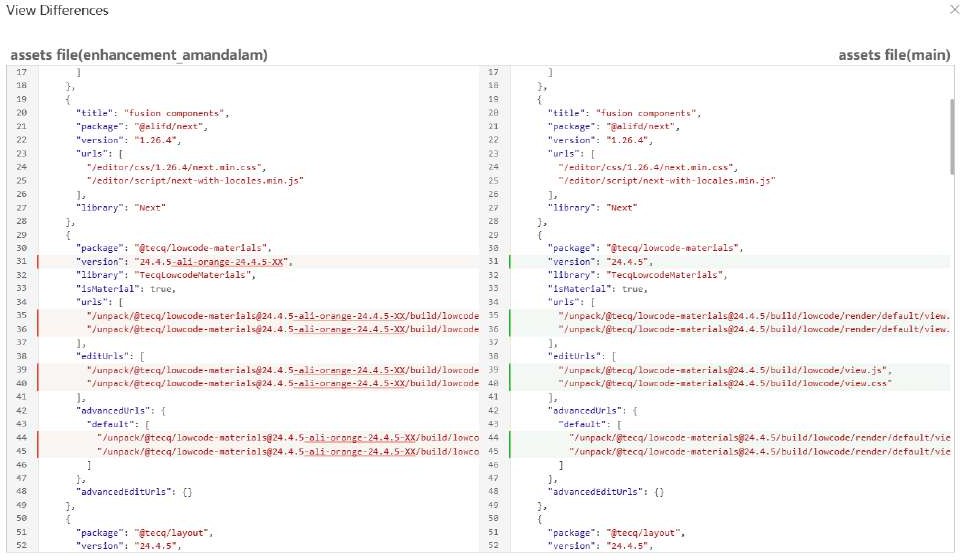 View Differences
assets file(enhancement_amandalam)
assets file(main)
17 ]
18 },
19 {
20 "title": "fusion components",
21 "package": "@alifd/next",
22 "version": "1.26.4",
23 "urls": [
24 "/editor/css/1.26.4/next.min.css",
25 "/editor/script/next-with-locales.min.js"
26 ],
27 "library": "Next"
28 },
29 {
30 "package": "@tecq/lowcode-materials",
31 "version": "24.4.5-ali-orange-24.4.5-XX",
32 "library": "TecqLowcodeMaterials",
33 "isMaterial": true,
34 "urls": [
35 "/unpack/@tecq/lowcode-materials@24.4.5-ali-orange-24.4.5-XX/build/lowcode
36 "/unpack/@tecq/lowcode-materials@24.4.5-ali-orange-24.4.5-XX/build/lowcode
37 ],
38 "editUrls": [
39 "/unpack/@tecq/lowcode-materials@24.4.5-ali-orange-24.4.5-XX/build/lowcode
40 "/unpack/@tecq/lowcode-materials@24.4.5-ali-orange-24.4.5-XX/build/lowcode
41 ],
42 "advancedUrls": {
43 "default": [
44 "/unpack/@tecq/lowcode-materials@24.4.5-ali-orange-24.4.5-XX/build/lowco
45 "/unpack/@tecq/lowcode-materials@24.4.5-ali-orange-24.4.5-XX/build/lowco
46 ]
47 },
48 "advancedEditUrls": {}
49 },
50 {
51 "package": "@tecq/layout",
52 "version": "24.4.5",
17 ]
18 },
19 {
20 "title": "fusion components",
21 "package": "@alifd/next",
22 "version": "1.26.4",
23 "urls": [
24 "/editor/css/1.26.4/next.min.css",
25 "/editor/script/next-with-locales.min.js"
26 ],
27 "library": "Next"
28 },
29 {
30 "package": "@tecq/lowcode-materials",
31 "version": "24.4.5",
32 "library": "TecqLowcodeMaterials",
33 "isMaterial": true,
34 "urls": [
35 "/unpack/@tecq/lowcode-materials@24.4.5/build/lowcode/render/default/view.
36 "/unpack/@tecq/lowcode-materials@24.4.5/build/lowcode/render/default/view.
37 ],
38 "editUrls": [
39 "/unpack/@tecq/lowcode-materials@24.4.5/build/lowcode/view.js",
40 "/unpack/@tecq/lowcode-materials@24.4.5/build/lowcode/view.css"
41 ],
42 "advancedUrls": {
43 "default": [
44 "/unpack/@tecq/lowcode-materials@24.4.5/build/lowcode/render/default/vie
45 "/unpack/@tecq/lowcode-materials@24.4.5/build/lowcode/render/default/vie
46 ]
47 },
48 "advancedEditUrls": {}
49 },
50 {
51 "package": "@tecq/layout",
52 "version": "24.4.5",